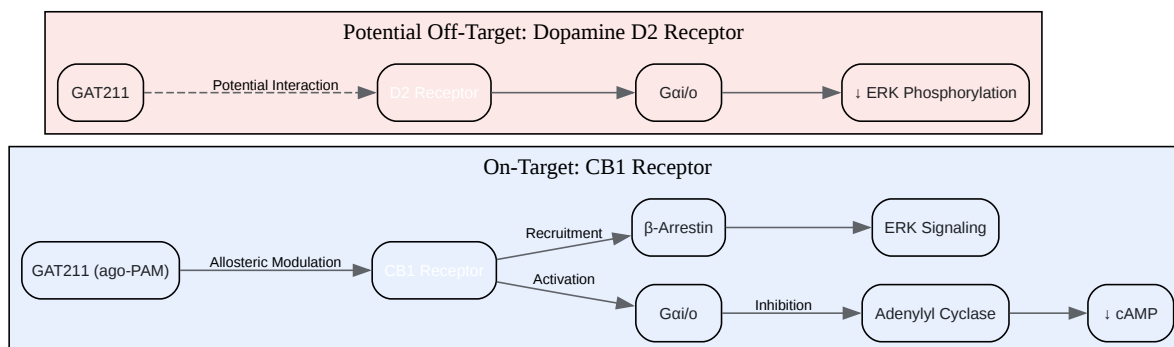 Potential Off-Target: Dopamine D2 Receptor
GAT211
Potential Interaction
D2 Receptor
Gαi/o
↓ ERK Phosphorylation
On-Target: CB1 Receptor
GAT211 (ago-PAM)
Allosteric Modulation
CB1 Receptor
Recruitment
β-Arrestin
ERK Signaling
Activation
Gαi/o
Inhibition
Adenylyl Cyclase
↓ cAMP